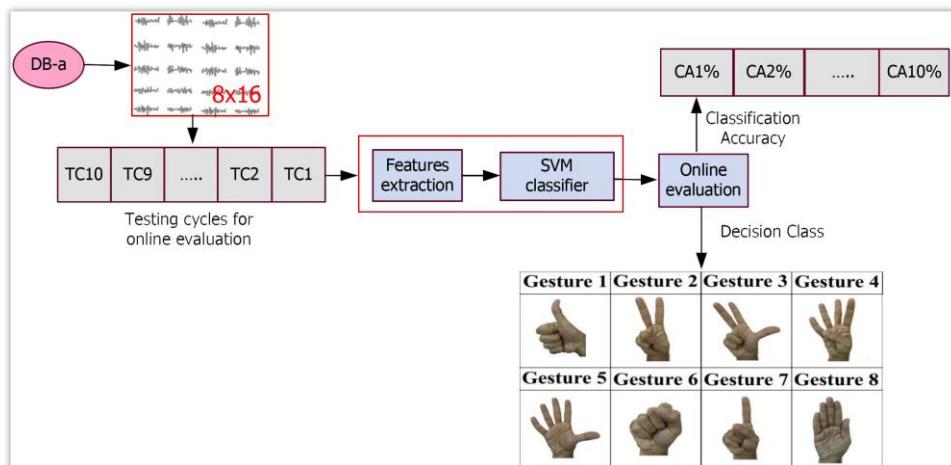 DB-a
8x16
CA1% CA2% ….. CA10%
Classification
Accuracy
TC10 TC9 ….. TC2 TC1
Features
extraction
SVM
classifier
Online
evaluation
Testing cycles for
online evaluation
Decision Class
Gesture 1 Gesture 2 Gesture 3 Gesture 4
Gesture 5 Gesture 6 Gesture 7 Gesture 8